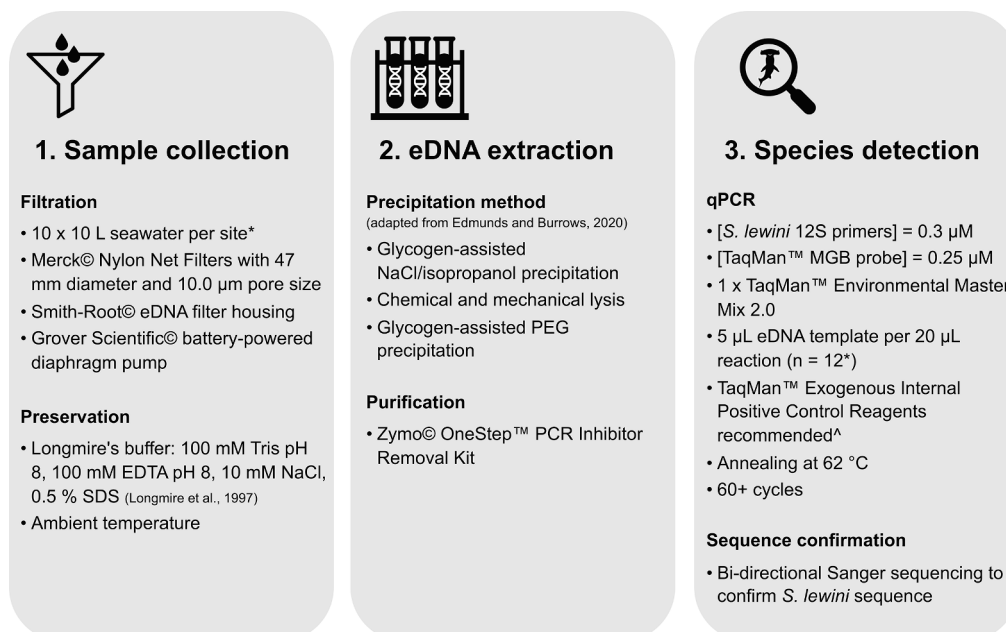 1. Sample collection
Filtration
• 10 x 10 L seawater per site*
• Merck© Nylon Net Filters with 47
mm diameter and 10.0 µm pore size
• Smith-Root© eDNA filter housing
• Grover Scientific© battery-powered
diaphragm pump
Preservation
• Longmire's buffer: 100 mM Tris pH
8, 100 mM EDTA pH 8, 10 mM NaCl,
0.5 % SDS (Longmire et al., 1997)
• Ambient temperature
2. eDNA extraction
Precipitation method
(adapted from Edmunds and Burrows, 2020)
• Glycogen-assisted
NaCl/isopropanol precipitation
• Chemical and mechanical lysis
• Glycogen-assisted PEG
precipitation
Purification
• Zymo© OneStep™ PCR Inhibitor
Removal Kit
3. Species detection
qPCR
• [S. lewini 12S primers] = 0.3 µM
• [TaqMan™ MGB probe] = 0.25 µM
• 1 x TaqMan™ Environmental Master
Mix 2.0
• 5 µL eDNA template per 20 µL
reaction (n = 12*)
• TaqMan™ Exogenous Internal
Positive Control Reagents
recommended^
• Annealing at 62 °C
• 60+ cycles
Sequence confirmation
• Bi-directional Sanger sequencing to
confirm S. lewini sequence